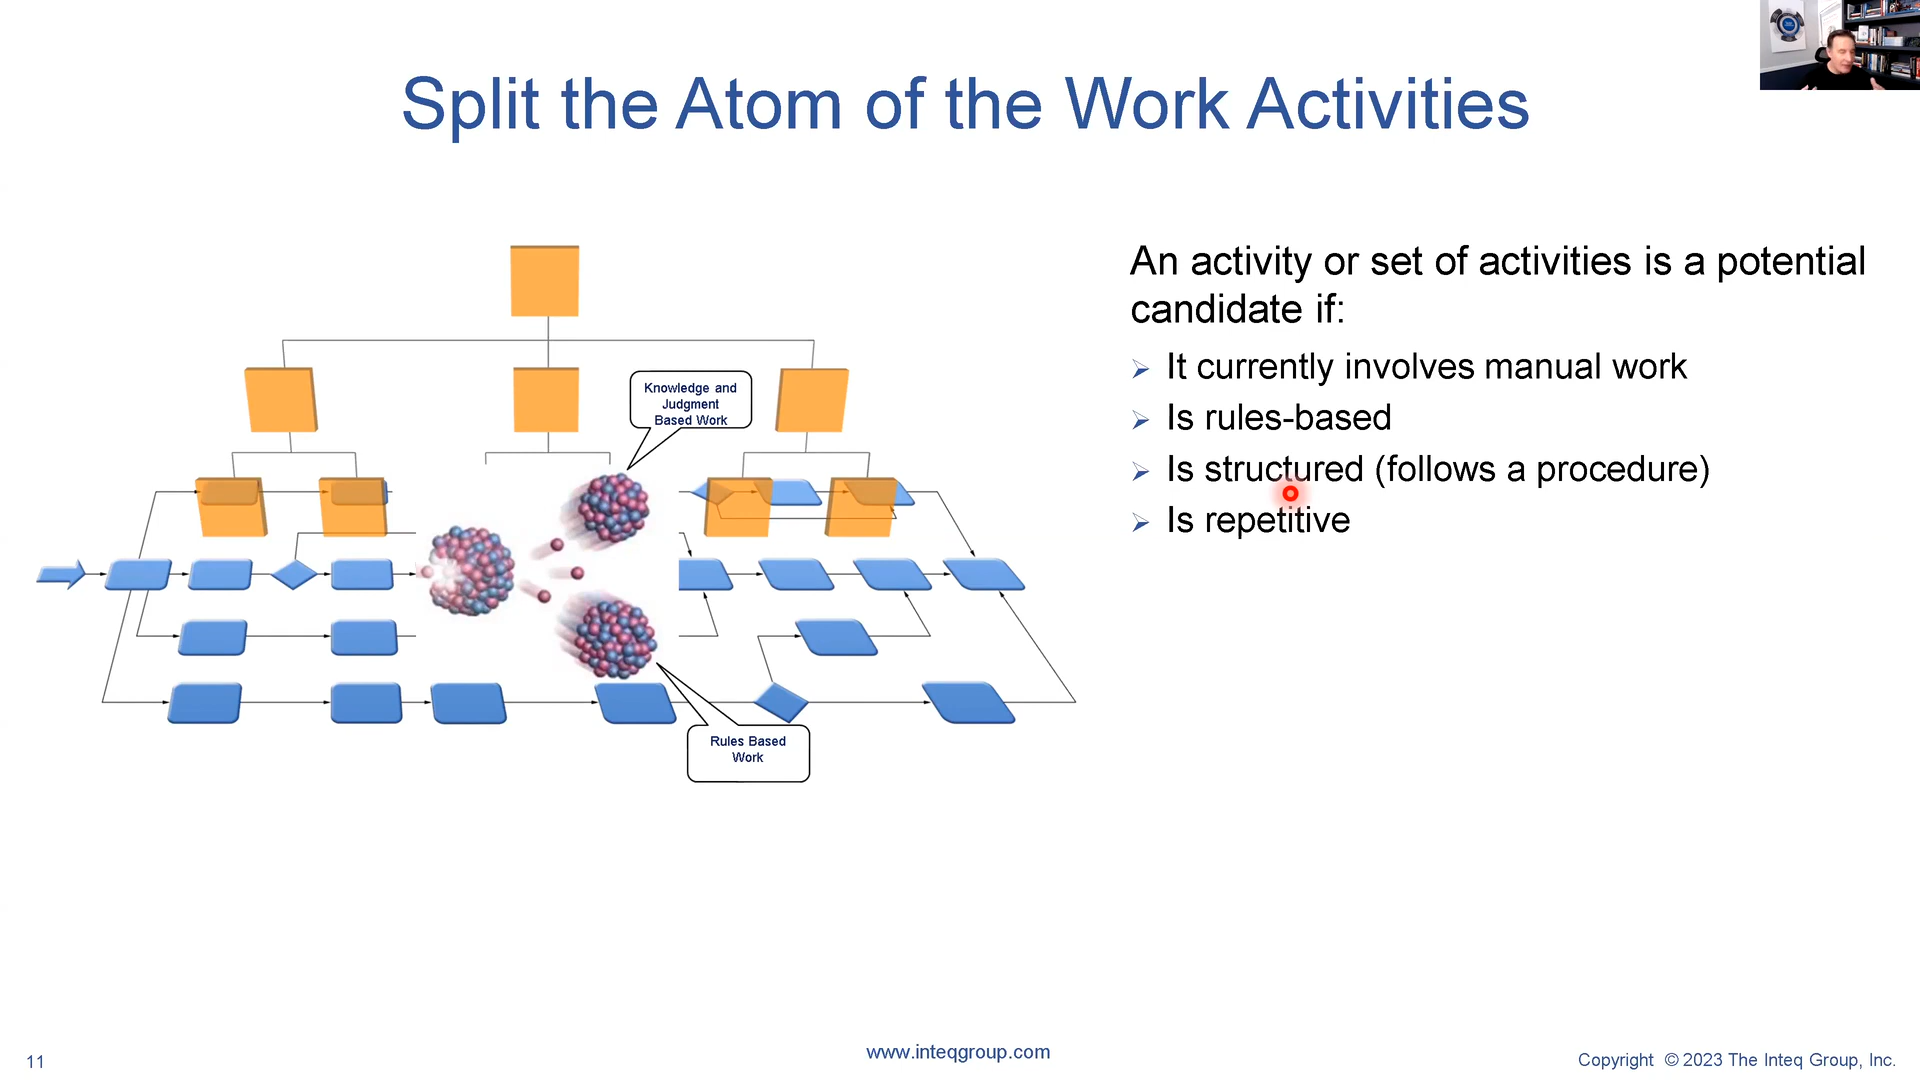 Split the Atom of the Work Activities
Knowledge and
Judgment
Based Work
Rules Based
Work
An activity or set of activities is a potential
candidate if:
It currently involves manual work
Is rules-based
Is structured (follows a procedure)
Is repetitive
11
www.inteqgroup.com
Copyright © 2023 The Inteq Group, Inc.